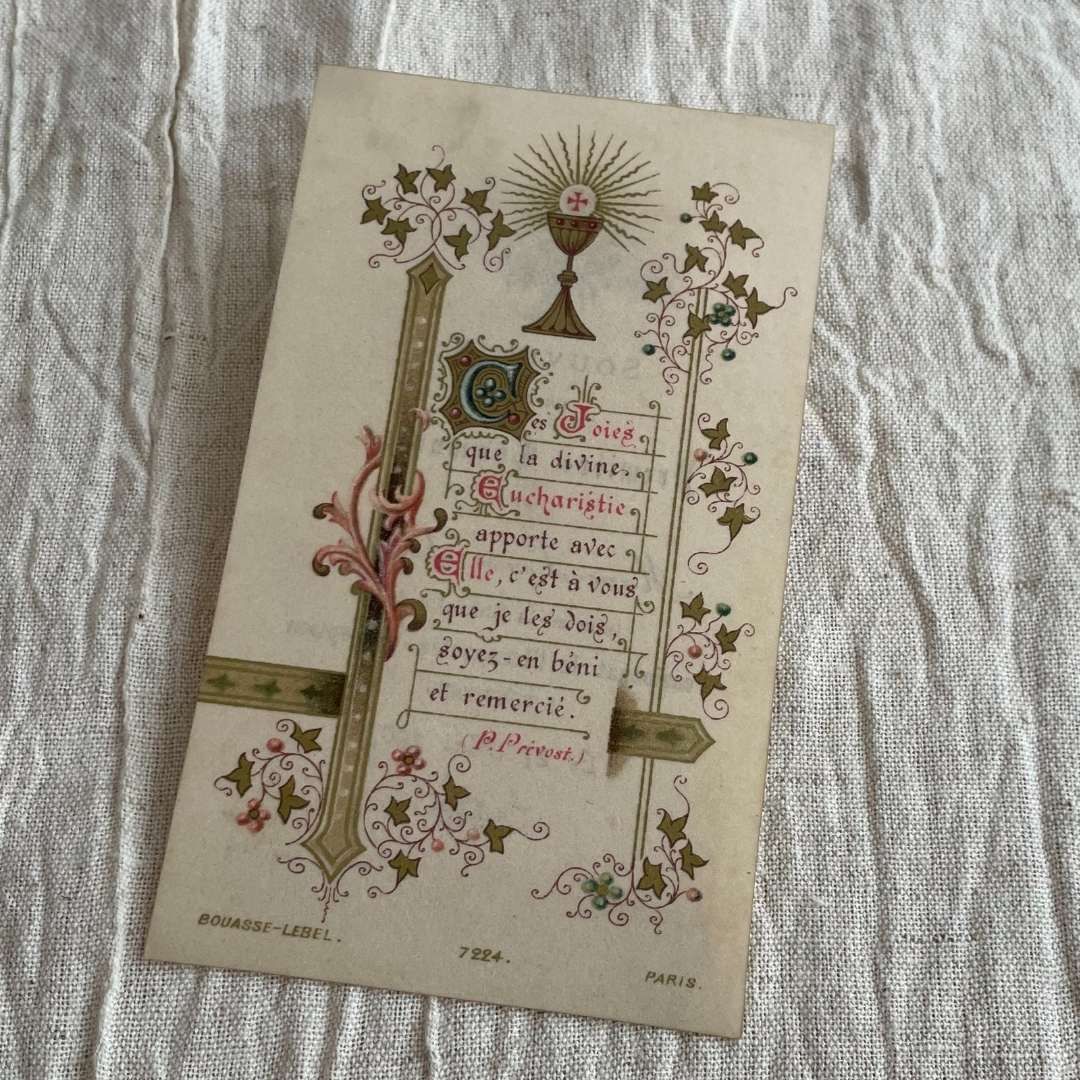 Ces Joies
que la divine
Eucharistie
apporte avec
Elle, c'est à vous
que je les dois,
soyez-en béni
et remercié.
(P. Prévost.)
BOUASSE-LEBEL.
7224.
PARIS.